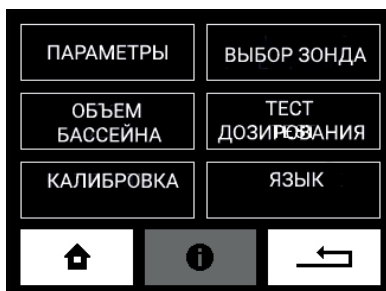 ПАРАМЕТРЫ
ВЫБОР ЗОНДА
ОБЪЕМ
БАССЕЙНА
ТЕСТ
ДОЗИРОВАНИЯ
КАЛИБРОВКА
ЯЗЫК